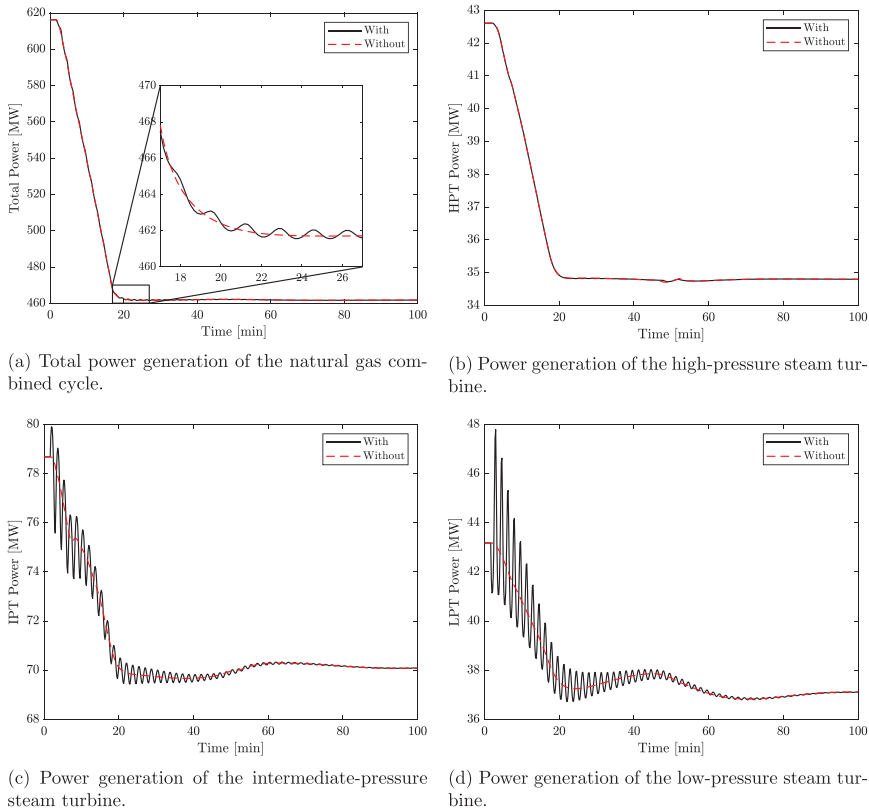 620
600
580
560
540
520
500
480
460
Total Power [MW]
With
Without
470
468
466
464
462
460
18 20 22 24 26
0 20 40 60 80 100
Time [min]
(a) Total power generation of the natural gas com-
bined cycle.
43
42
41
40
39
38
37
36
35
34
HPT Power [MW]
With
Without
0 20 40 60 80 100
Time [min]
(b) Power generation of the high-pressure steam tur-
bine.
80
78
76
74
72
70
68
IPT Power [MW]
With
Without
0 20 40 60 80 100
Time [min]
(c) Power generation of the intermediate-pressure
steam turbine.
48
46
43
41
38
36
LPT Power [MW]
With
Without
0 20 40 60 80 100
Time [min]
(d) Power generation of the low-pressure steam tur-
bine.